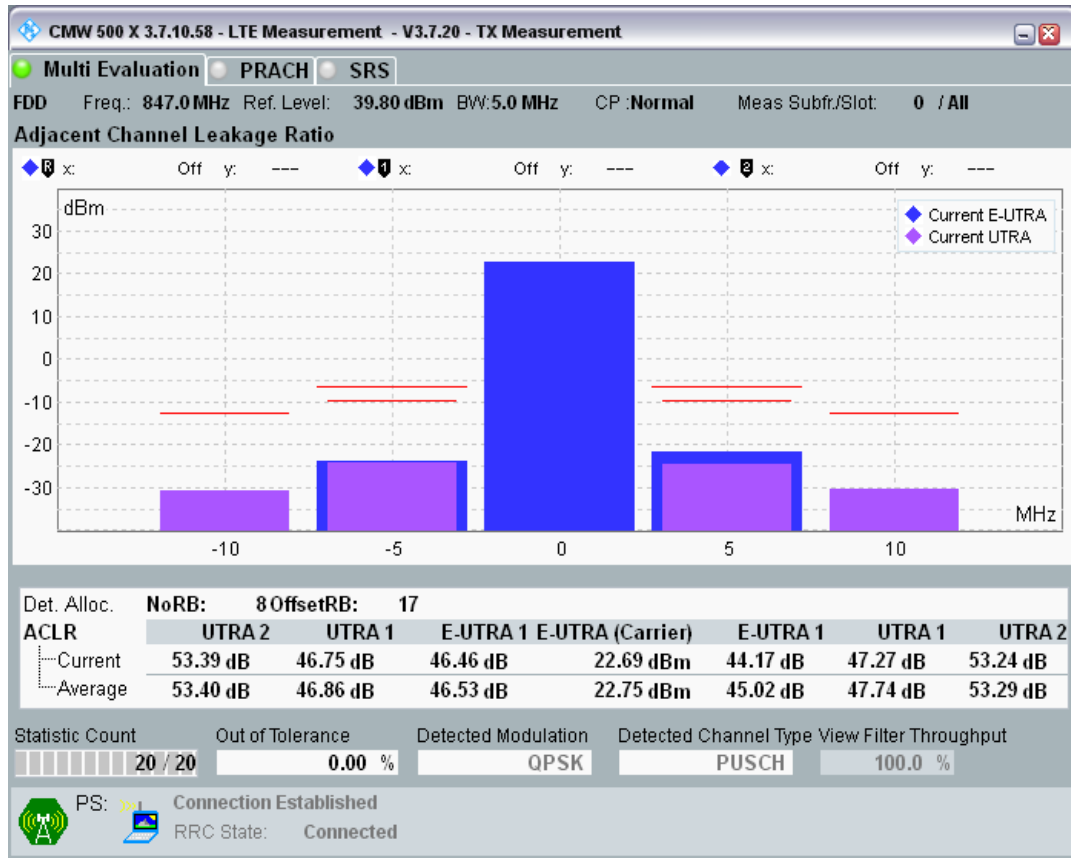 CMW 500 X 3.7.10.58 - LTE Measurement - V3.7.20 - TX Measurement
Multi Evaluation PRACH SRS
FDD Freq.: 847.0 MHz Ref. Level: 39.80 dBm BW: 5.0 MHz CP : Normal Meas Subfr./Slot: 0 / All
Adjacent Channel Leakage Ratio
R x: Off y: --- 1 x: Off y: --- 2 x: Off y: ---
dBm
Current E-UTRA
Current UTRA
30
20
10
0
-10
-20
-30
MHz
-10 -5 0 5 10
Det. Alloc. NoRB: 8 OffsetRB: 17
ACLR UTRA 2 UTRA 1 E-UTRA 1 E-UTRA (Carrier) E-UTRA 1 UTRA 1 UTRA 2
Current 53.39 dB 46.75 dB 46.46 dB 22.69 dBm 44.17 dB 47.27 dB 53.24 dB
Average 53.40 dB 46.86 dB 46.53 dB 22.75 dBm 45.02 dB 47.74 dB 53.29 dB
Statistic Count Out of Tolerance Detected Modulation Detected Channel Type View Filter Throughput
20 / 20 0.00 % QPSK PUSCH 100.0 %
PS: Connection Established
RRC State: Connected